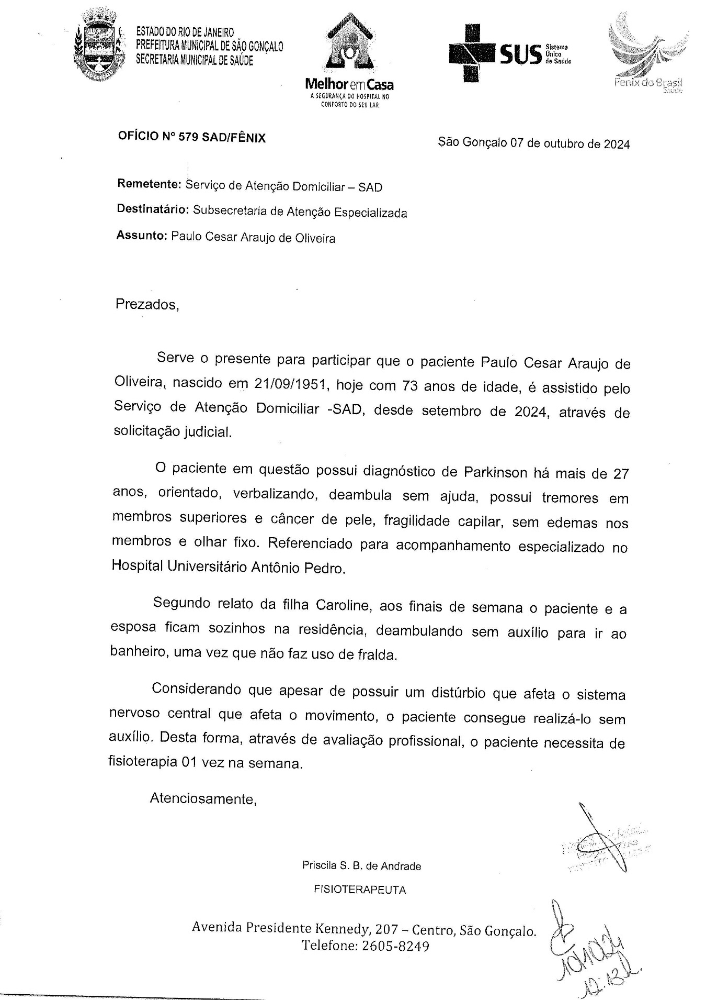 ESTADO DO RIO DE JANEIRO
PREFEITURA MUNICIPAL DE SÃO GONÇALO
SECRETARIA MUNICIPAL DE SAÚDE
Melhor em Casa
A SEGURANÇA DO HOSPITAL NO
CONFORTO DO SEU LAR
SUS Sistema
Único
de Saúde
Fenix do Brasil
Saúde
OFÍCIO Nº 579 SAD/FÊNIX
São Gonçalo 07 de outubro de 2024
Remetente: Serviço de Atenção Domiciliar – SAD
Destinatário: Subsecretaria de Atenção Especializada
Assunto: Paulo Cesar Araujo de Oliveira
Prezados,
Serve o presente para participar que o paciente Paulo Cesar Araujo de
Oliveira, nascido em 21/09/1951, hoje com 73 anos de idade, é assistido pelo
Serviço de Atenção Domiciliar -SAD, desde setembro de 2024, através de
solicitação judicial.
O paciente em questão possui diagnóstico de Parkinson há mais de 27
anos, orientado, verbalizando, deambula sem ajuda, possui tremores em
membros superiores e câncer de pele, fragilidade capilar, sem edemas nos
membros e olhar fixo. Referenciado para acompanhamento especializado no
Hospital Universitário Antônio Pedro.
Segundo relato da filha Caroline, aos finais de semana o paciente e a
esposa ficam sozinhos na residência, deambulando sem auxílio para ir ao
banheiro, uma vez que não faz uso de fralda.
Considerando que apesar de possuir um distúrbio que afeta o sistema
nervoso central que afeta o movimento, o paciente consegue realizá-lo sem
auxílio. Desta forma, através de avaliação profissional, o paciente necessita de
fisioterapia 01 vez na semana.
Atenciosamente,
Priscila S. B. de Andrade
FISIOTERAPEUTA
Avenida Presidente Kennedy, 207 – Centro, São Gonçalo.
Telefone: 2605-8249
12:13h.